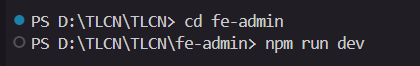 PS D:\TLCN\TLCN> cd fe-admin
PS D:\TLCN\TLCN\fe-admin> npm run dev